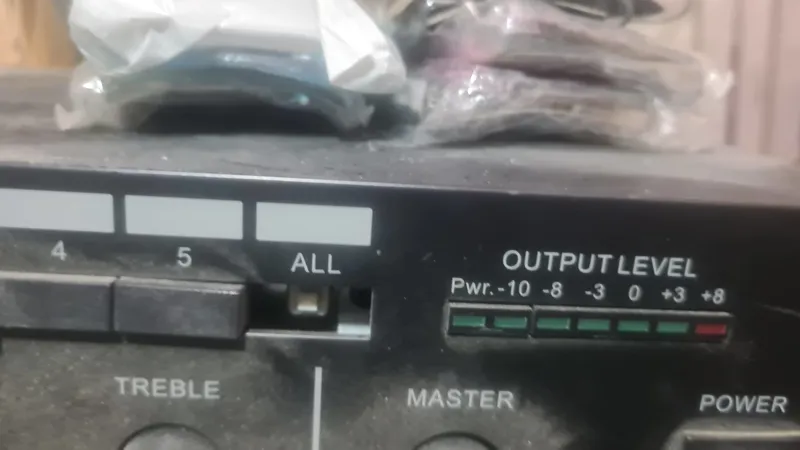 4 5 ALL
OUTPUT LEVEL
Pwr. -10 -8 -3 0 +3 +8
TREBLE MASTER POWER